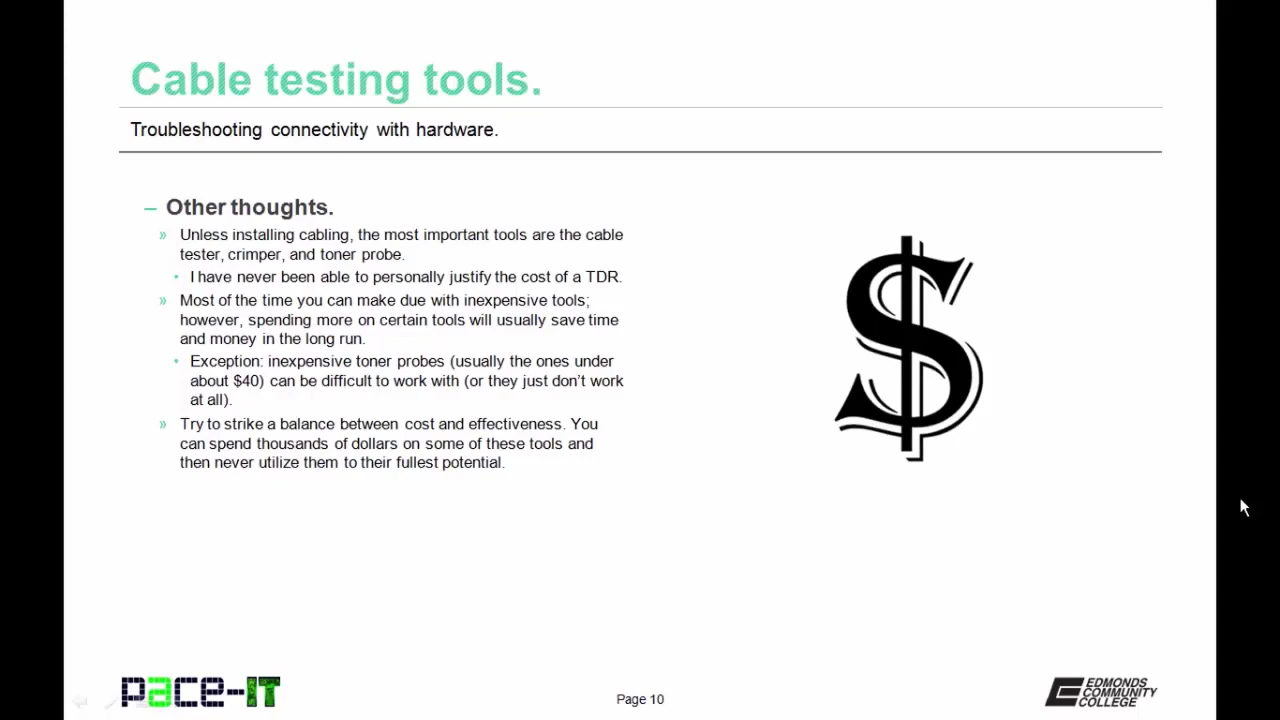 Cable testing tools.
Troubleshooting connectivity with hardware.
– Other thoughts.
» Unless installing cabling, the most important tools are the cable
tester, crimper, and toner probe.
• I have never been able to personally justify the cost of a TDR.
» Most of the time you can make due with inexpensive tools;
however, spending more on certain tools will usually save time
and money in the long run.
• Exception: inexpensive toner probes (usually the ones under
about $40) can be difficult to work with (or they just don’t work
at all).
» Try to strike a balance between cost and effectiveness. You
can spend thousands of dollars on some of these tools and
then never utilize them to their fullest potential.
$
pace-IT
Page 10
EDMONDS
COMMUNITY
COLLEGE